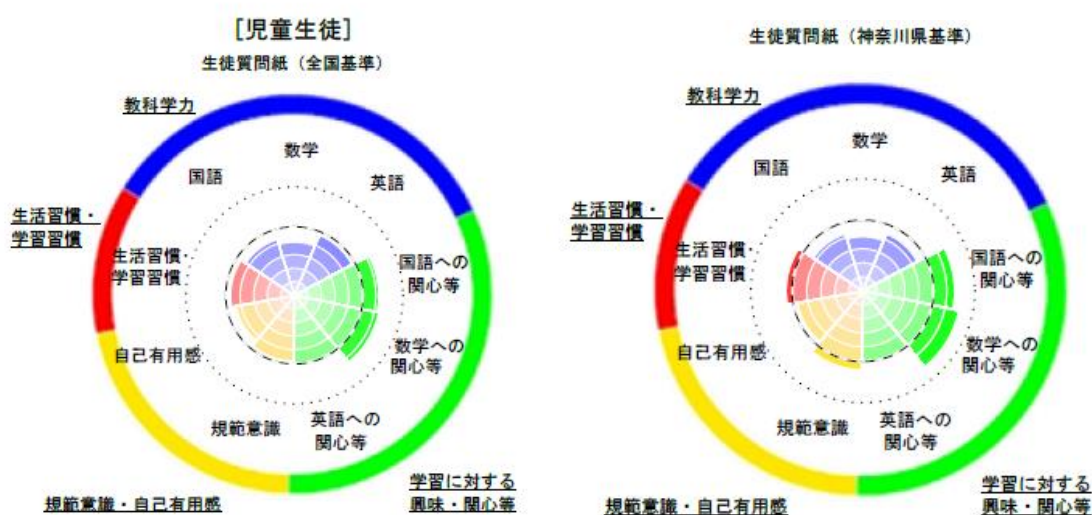 [児童生徒]
生徒質問紙（全国基準）
教科学力
数学
国語
英語
生活習慣・
学習習慣
生活習慣・
学習習慣
国語への
関心等
自己有用感
数学への
関心等
規範意識
英語への
関心等
規範意識・自己有用感
学習に対する
興味・関心等
生徒質問紙（神奈川県基準）
教科学力
数学
国語
英語
生活習慣・
学習習慣
生活習慣・
学習習慣
国語への
関心等
自己有用感
数学への
関心等
規範意識
英語への
関心等
規範意識・自己有用感
学習に対する
興味・関心等